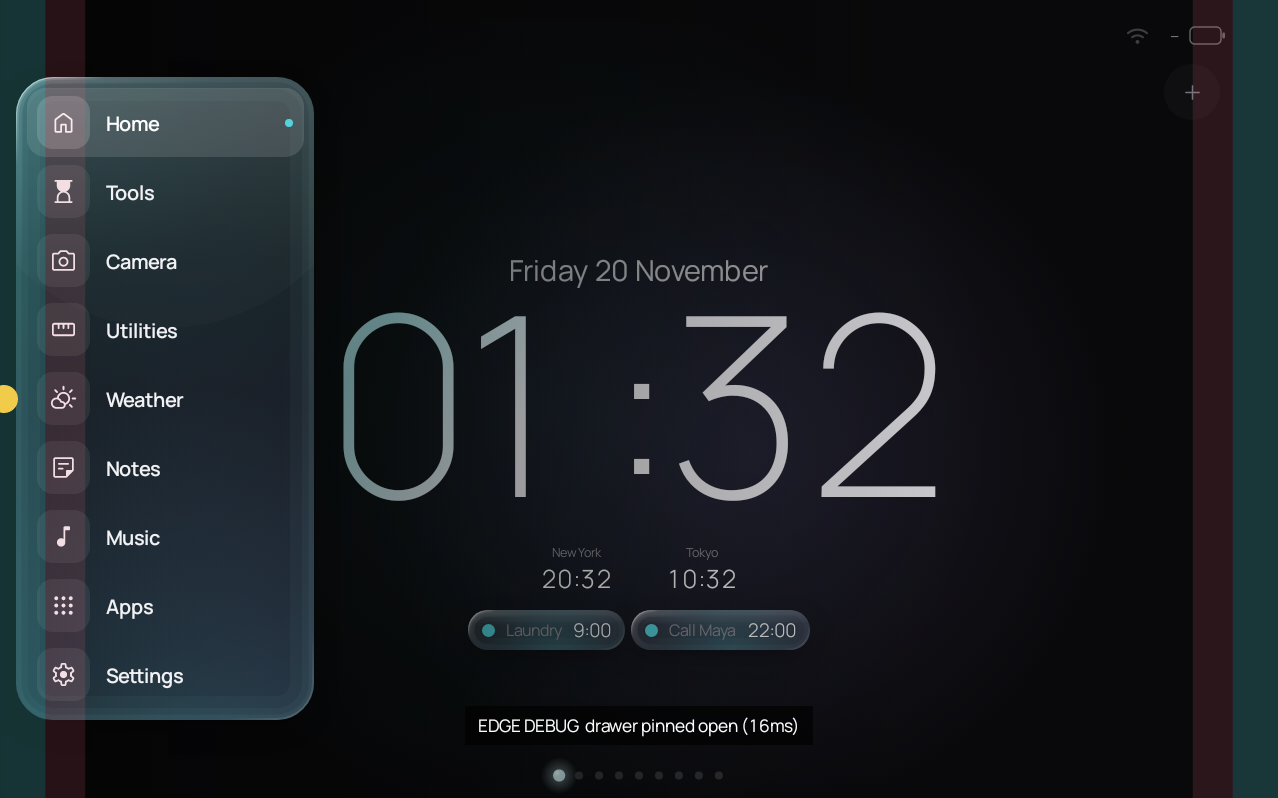 –
+
Home
Tools
Camera
Utilities
Weather
Notes
Music
Apps
Settings
Friday 20 November
01:32
New York
20:32
Tokyo
10:32
Laundry 9:00
Call Maya 22:00
EDGE DEBUG drawer pinned open (16ms)